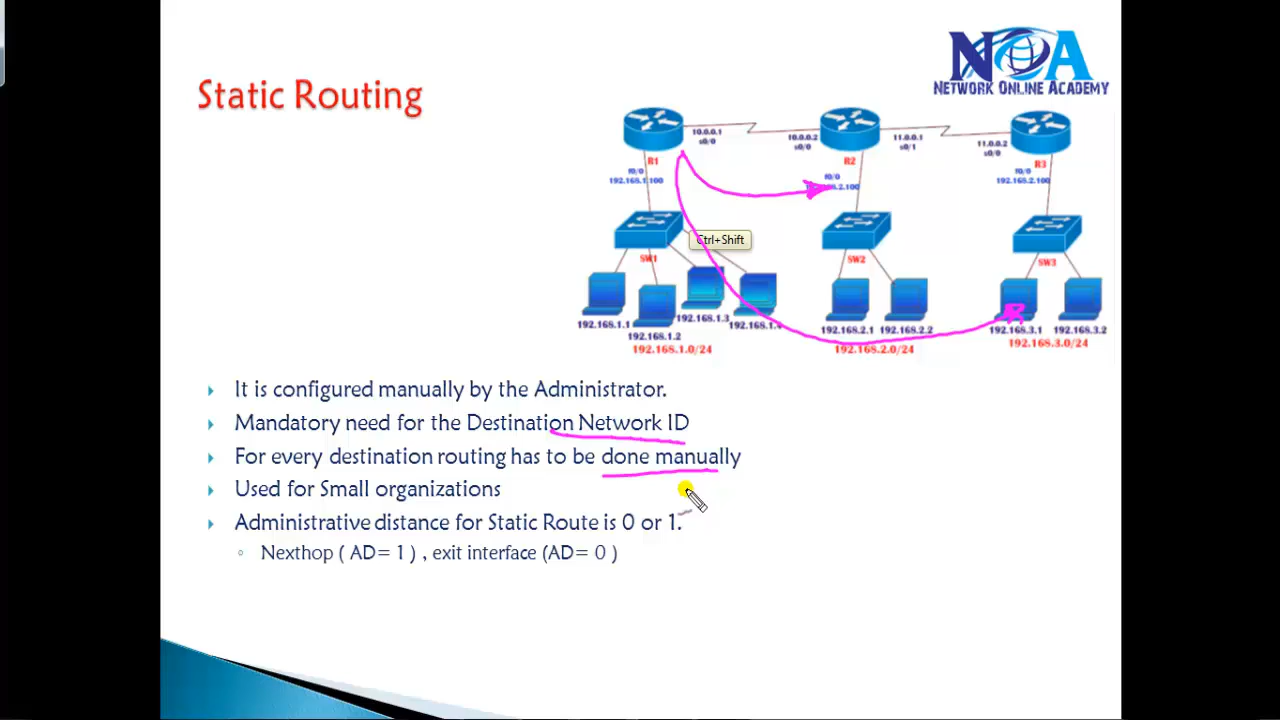 NOA
NETWORK ONLINE ACADEMY
Static Routing
10.0.0.1
s0/0
10.0.0.2
s0/0
11.0.0.1
s0/1
11.0.0.2
s0/0
R1
R2
R3
f0/0
192.168.1.100
f0/0
.2.100
f0/0
192.168.2.100
Ctrl+Shift
SW1
SW2
SW3
192.168.1.1
192.168.1.2
192.168.1.3
192.168.1.4
192.168.2.1
192.168.2.2
192.168.3.1
192.168.3.2
192.168.1.0/24
192.168.2.0/24
192.168.3.0/24
It is configured manually by the Administrator.
Mandatory need for the Destination Network ID
For every destination routing has to be done manually
Used for Small organizations
Administrative distance for Static Route is 0 or 1.
Nexthop ( AD= 1 ) , exit interface (AD= 0 )